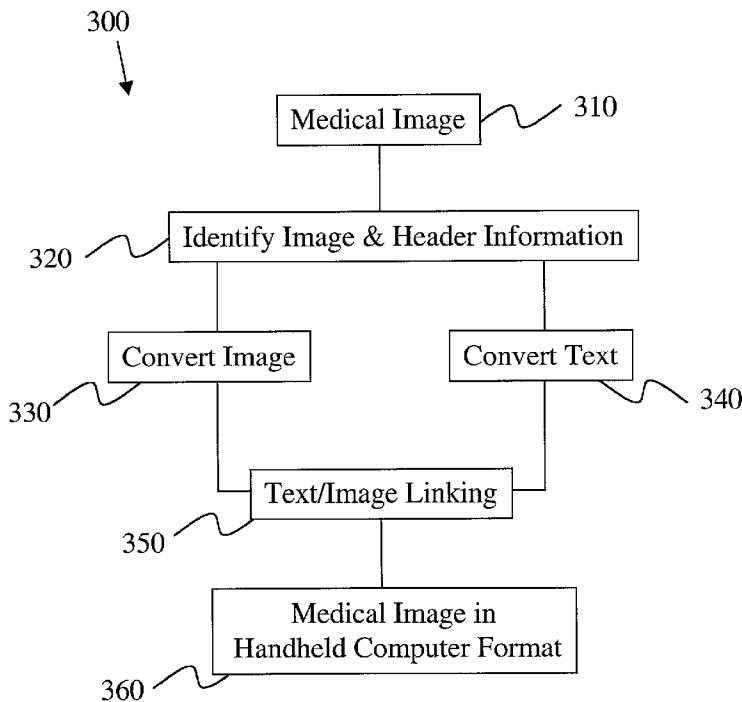 300
Medical Image
310
Identify Image & Header Information
320
Convert Image
Convert Text
330
340
Text/Image Linking
350
Medical Image in
Handheld Computer Format
360